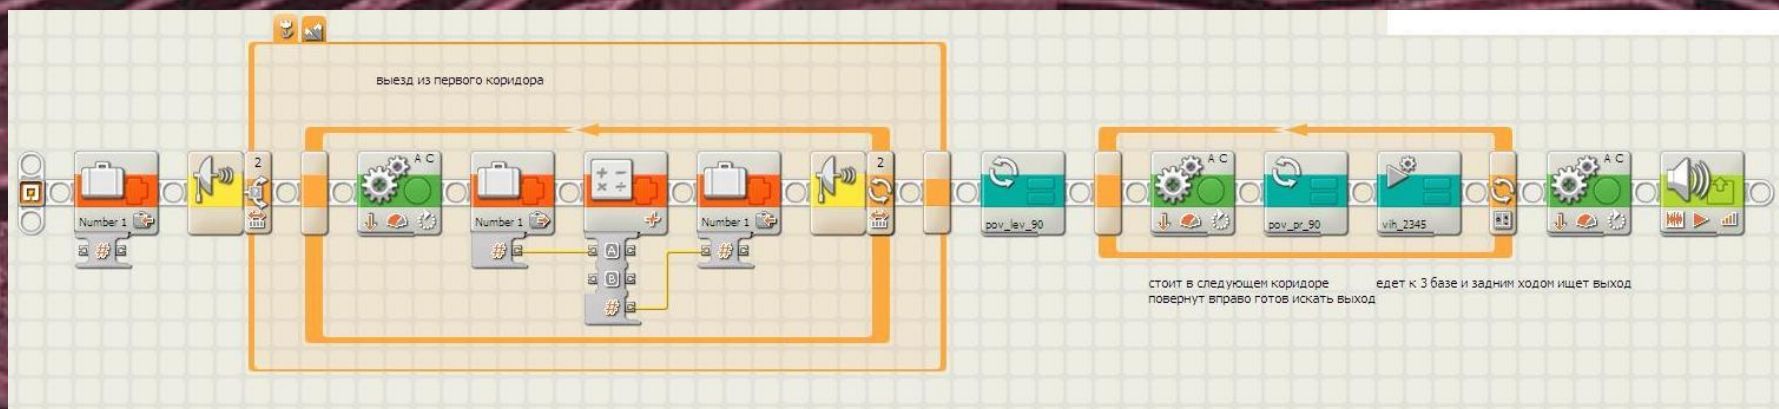 выезд из первого коридора
2
A C
2
A C
A C
Number 1
Number 1
Number 1
pov_lev_90
pov_pr_90
vih_2345
#
#
A
#
B
#
стоит в следующем коридоре
повернут вправо готов искать выход
едет к 3 базе и задним ходом ищет выход